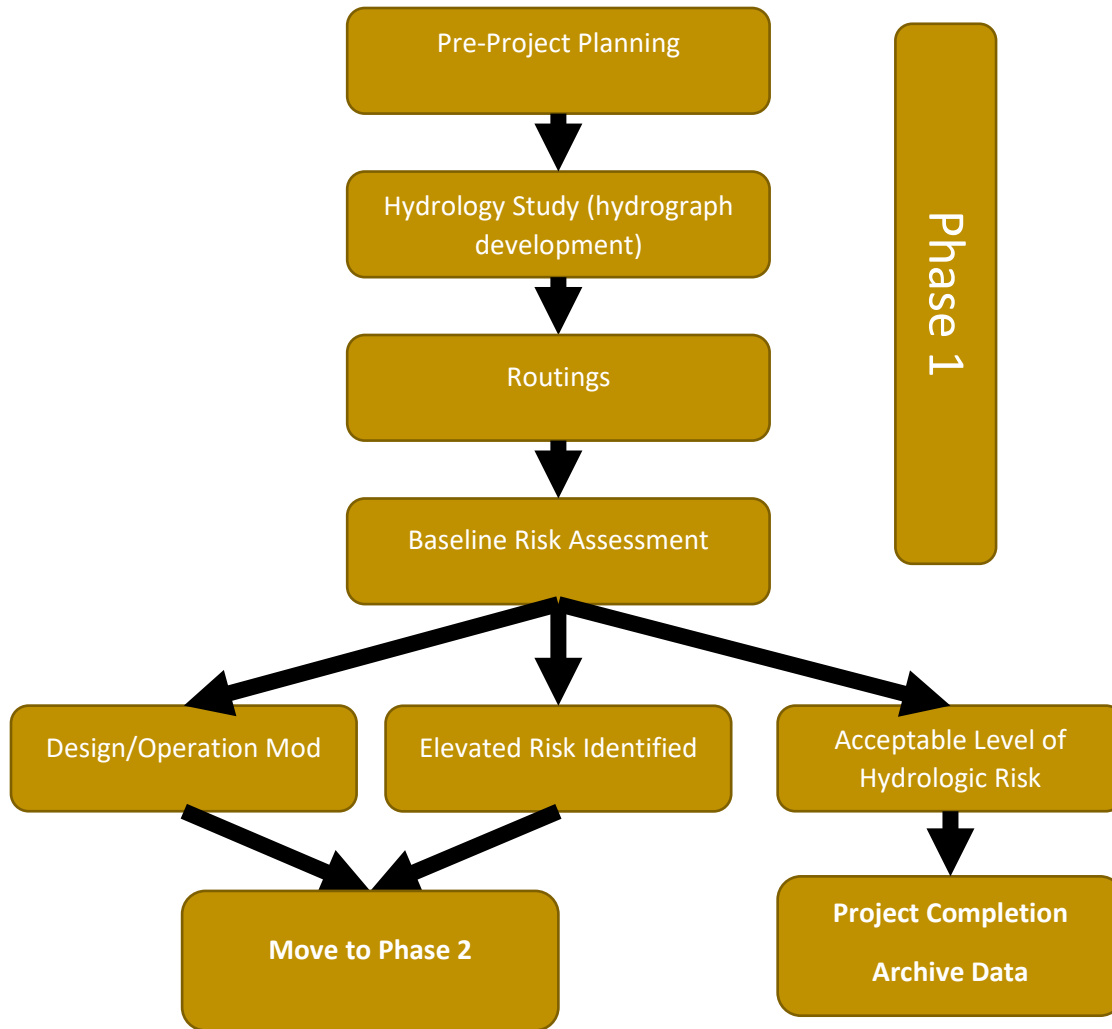 Pre-Project Planning
Hydrology Study (hydrograph
development)
Phase 1
Routings
Baseline Risk Assessment
Design/Operation Mod
Elevated Risk Identified
Acceptable Level of
Hydrologic Risk
Move to Phase 2
Project Completion
Archive Data